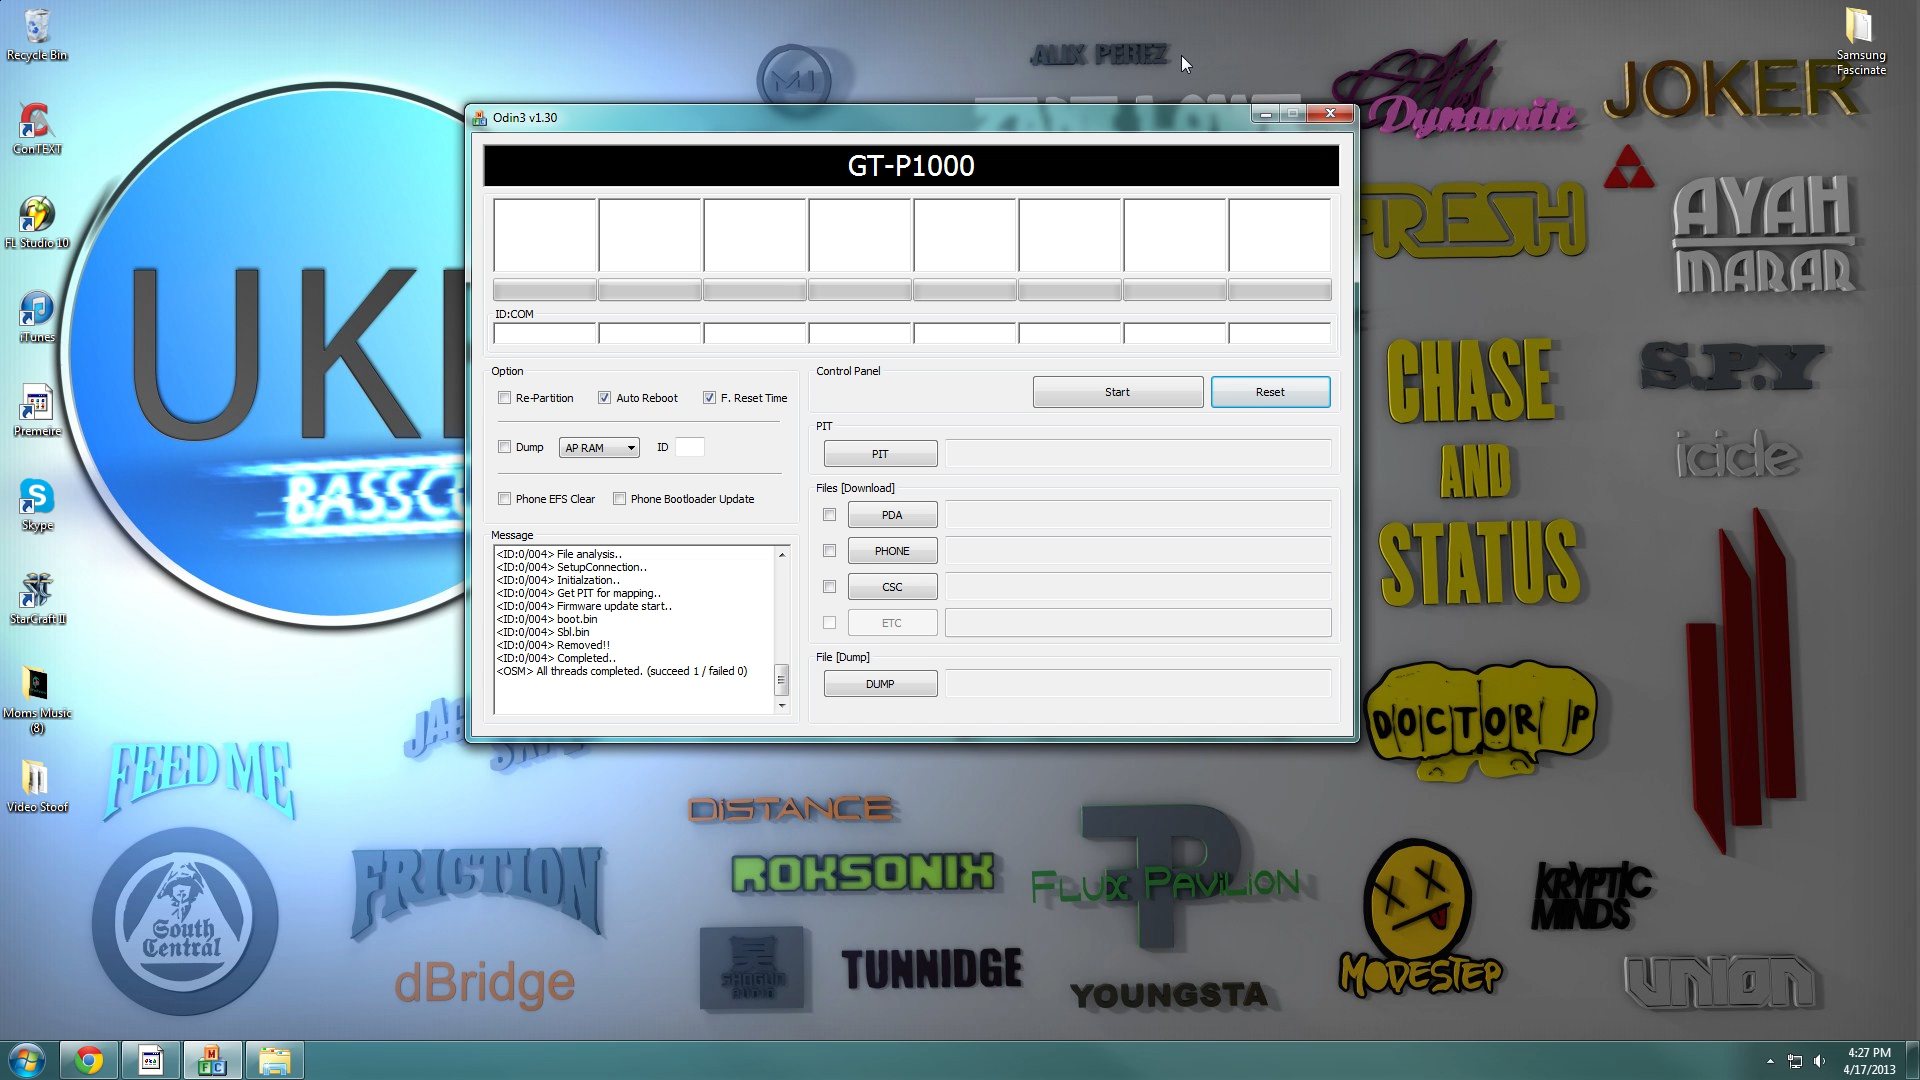 Recycle Bin
ConTEXT
FL Studio 10
iTunes
Premeire
Skype
StarCraft II
Moms Music
(8)
Video Stoof
Samsung
Fascinate
Odin3 v1.30
GT-P1000
ID:COM
Option
Re-Partition
Auto Reboot
F. Reset Time
Dump
AP RAM
ID
Phone EFS Clear
Phone Bootloader Update
Message
<ID:0/004> File analysis..
<ID:0/004> SetupConnection..
<ID:0/004> Initialzation..
<ID:0/004> Get PIT for mapping..
<ID:0/004> Firmware update start..
<ID:0/004> boot.bin
<ID:0/004> Sbl.bin
<ID:0/004> Removed!!
<ID:0/004> Completed..
<OSM> All threads completed. (succeed 1 / failed 0)
Control Panel
Start
Reset
PIT
PIT
Files [Download]
PDA
PHONE
CSC
ETC
File [Dump]
DUMP
ALIX PEREZ
Dynamite
JOKER
FRESH
AYAH
MARAR
CHASE
AND
STATUS
S.P.Y
icicle
DOCTOR P
UK
FEED ME
DISTANCE
FRICTION
ROKSONIX
FLUX PAVILION
South
Central
dBridge
SHOGUN
AUDIO
TUNNIDGE
YOUNGSTA
MODESTEP
KRYPTIC
MINDS
UNION
4:27 PM
4/17/2013